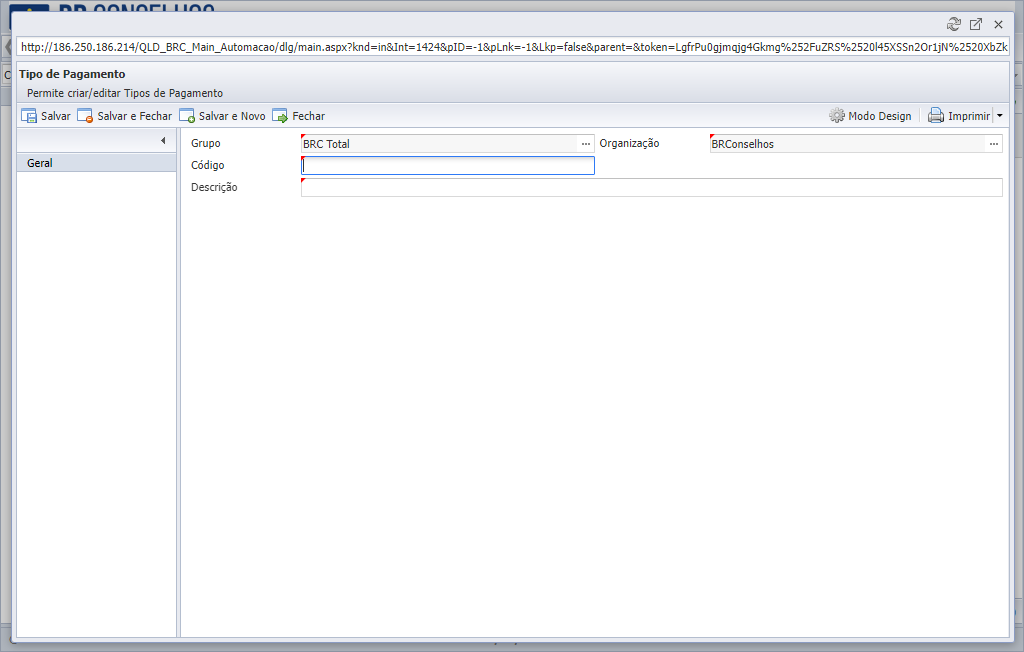 BR CONSELHOS
http://186.250.186.214/QLD_BRC_Main_Automacao/dlg/main.aspx?knd=in&Int=1424&pID=-1&pLnk=-1&Lkp=false&parent=&token=LgfrPu0gjmqjg4Gkmg%252FuZRS%2520l45XSSn2Or1jN%2520XbZk
Tipo de Pagamento
Permite criar/editar Tipos de Pagamento
Salvar Salvar e Fechar Salvar e Novo Fechar Modo Design Imprimir
Geral
Grupo BRC Total ... Organização BRConselhos ...
Código
Descrição